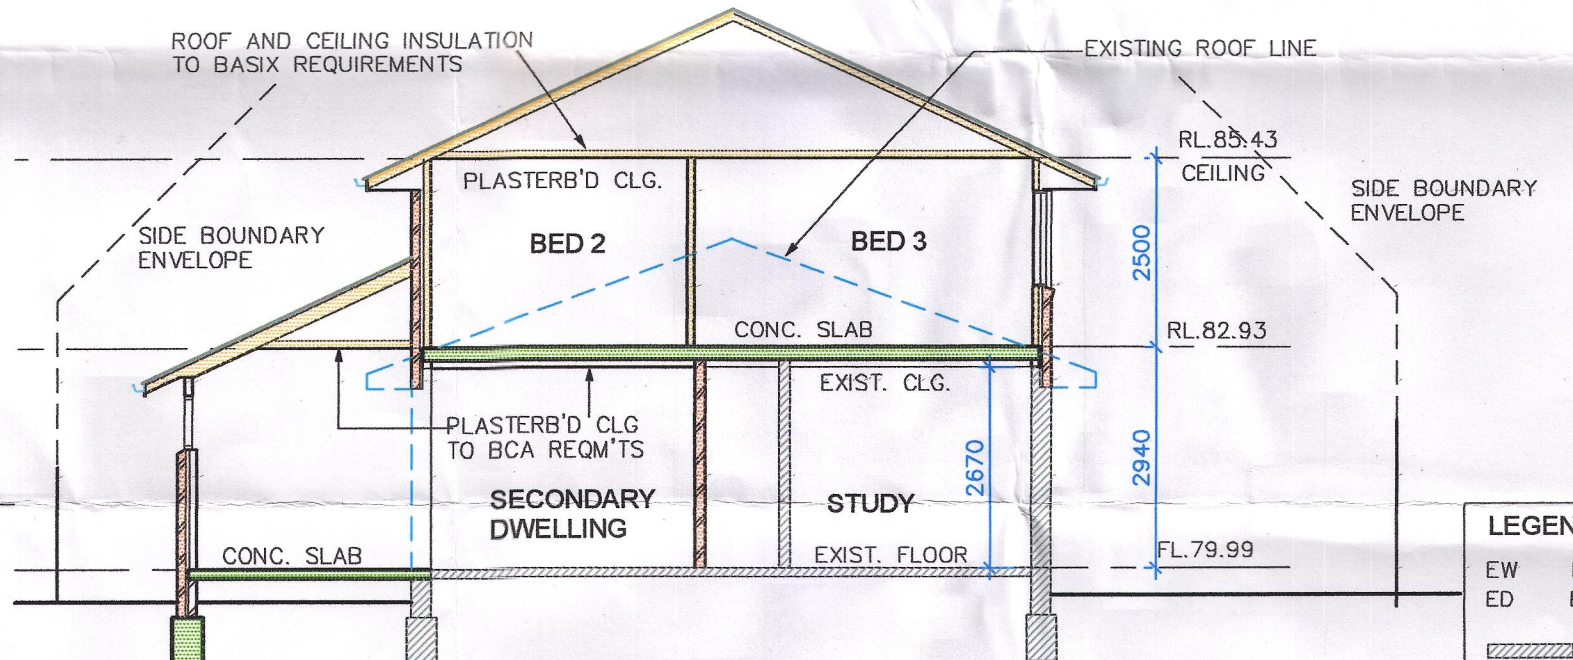 ROOF AND CEILING INSULATION
TO BASIX REQUIREMENTS
EXISTING ROOF LINE
RL.85.43
CEILING
PLASTERB'D CLG.
SIDE BOUNDARY
ENVELOPE
SIDE BOUNDARY
ENVELOPE
BED 2
BED 3
2500
CONC. SLAB
RL.82.93
EXIST. CLG.
PLASTERB'D CLG
TO BCA REQM'TS
2670
2940
SECONDARY
DWELLING
STUDY
CONC. SLAB
EXIST. FLOOR
FL.79.99
LEGEN
EW
ED